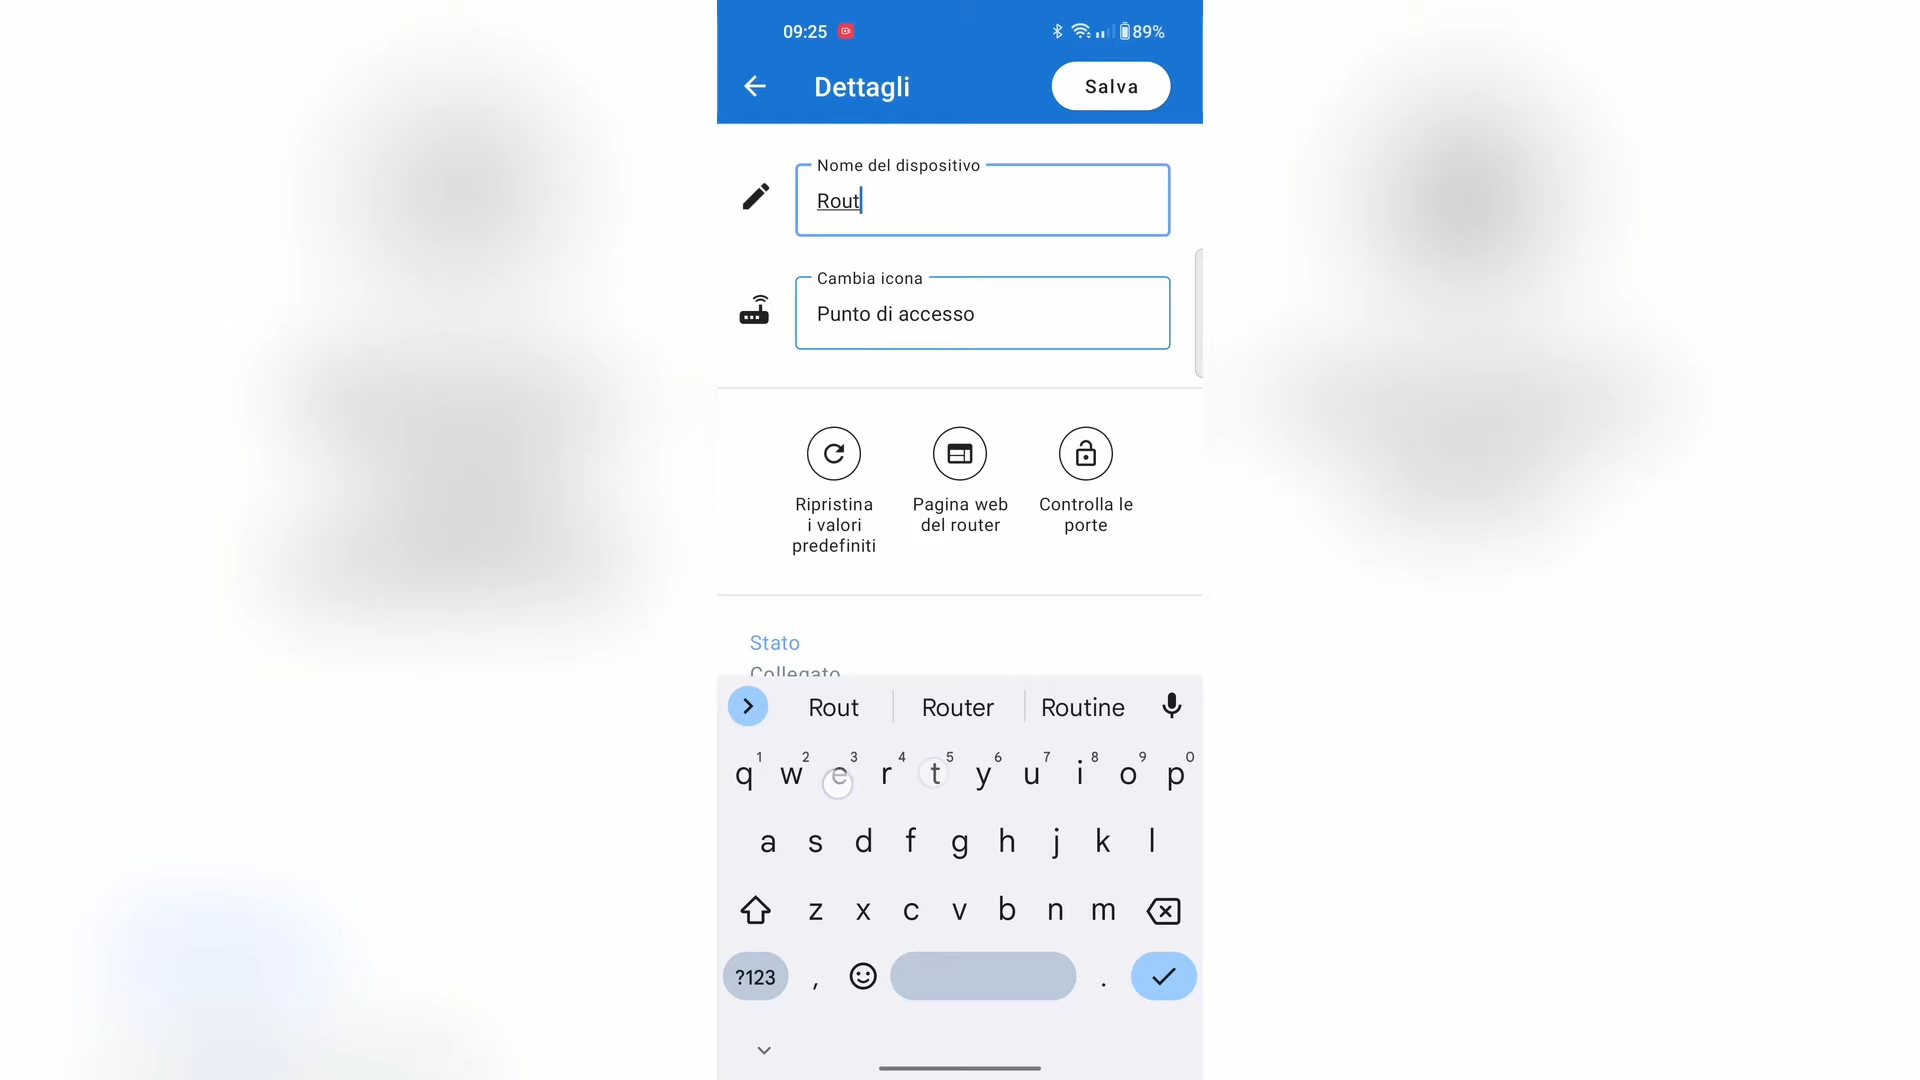 09:25 89%
Dettagli Salva
Nome del dispositivo
Rout
Cambia icona
Punto di accesso
Ripristina
i valori
predefiniti
Pagina web
del router
Controlla le
porte
Stato
Collegato
Rout Router Routine
1 2 3 4 5 6 7 8 9 0
q w e r t y u i o p
a s d f g h j k l
z x c v b n m
?123 , .